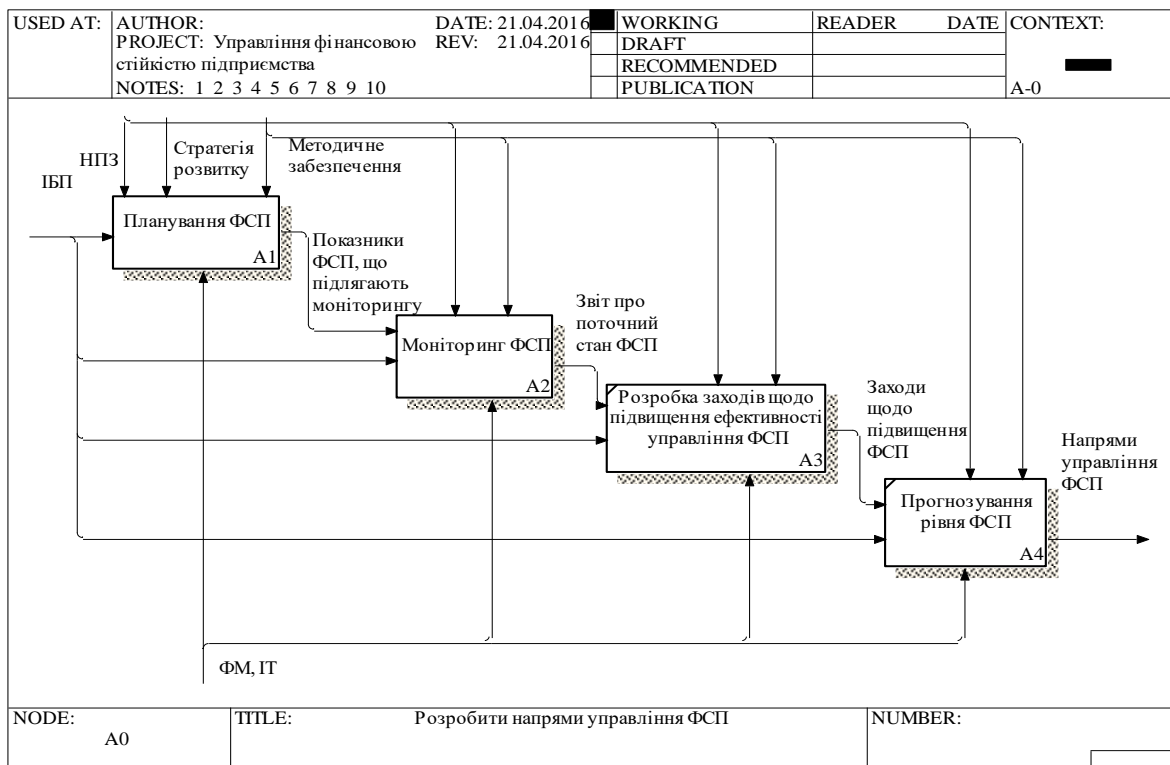 USED AT:
AUTHOR:
DATE: 21.04.2016
PROJECT: Управління фінансовою
стійкістю підприємства
REV: 21.04.2016
NOTES: 1 2 3 4 5 6 7 8 9 10
WORKING
DRAFT
RECOMMENDED
PUBLICATION
READER
DATE
CONTEXT:
A-0
ІБП
НПЗ
Стратегія
розвитку
Методичне
забезпечення
Планування ФСП
A1
Показники
ФСП, що
підлягають
моніторингу
Моніторинг ФСП
A2
Звіт про
поточний
стан ФСП
Розробка заходів щодо
підвищення ефективності
управління ФСП
A3
Заходи
щодо
підвищення
ФСП
Прогнозування
рівня ФСП
A4
Напрями
управління
ФСП
ФМ, ІТ
NODE:
A0
TITLE:
Розробити напрями управління ФСП
NUMBER: